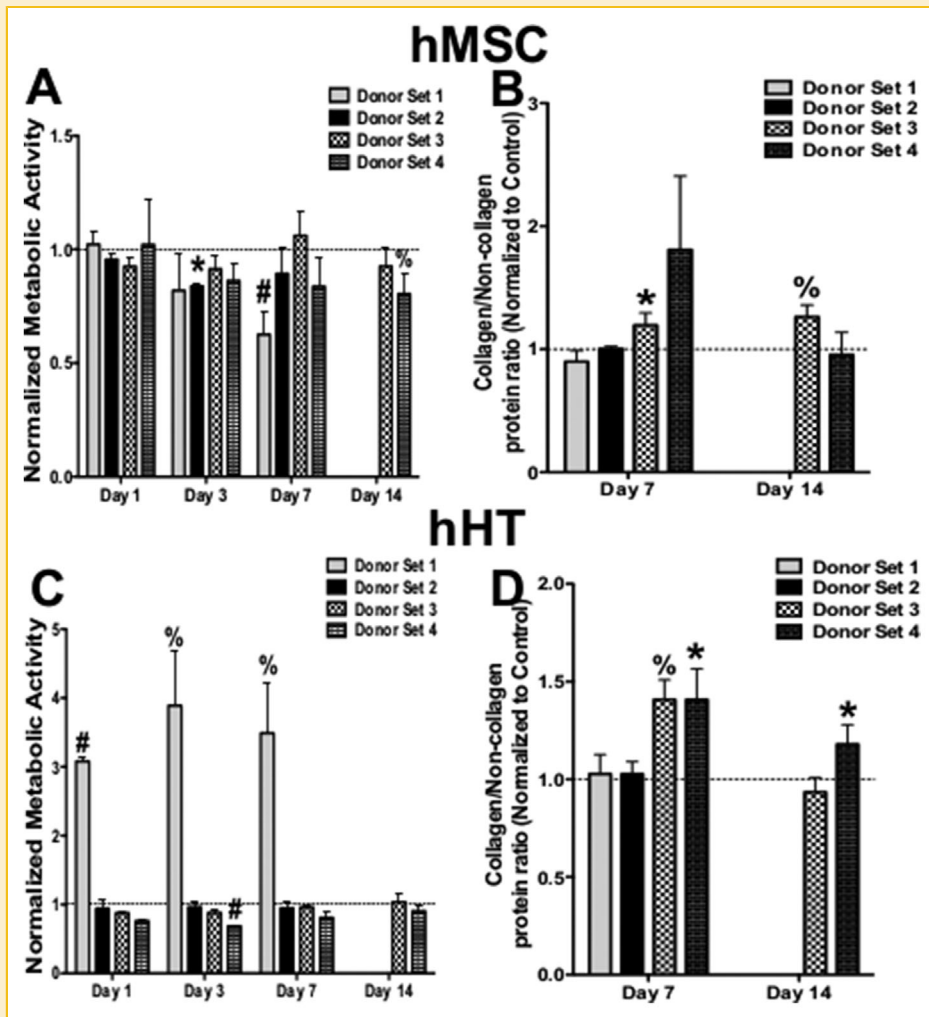 hMSC
A
Donor Set 1
Donor Set 2
Donor Set 3
Donor Set 4
Normalized Metabolic Activity
1.5
1.0
0.5
0.0
*
#
%
Day 1
Day 3
Day 7
Day 14
B
Donor Set 1
Donor Set 2
Donor Set 3
Donor Set 4
Collagen/Non-collagen
protein ratio (Normalized to Control)
3
2
1
0
*
%
Day 7
Day 14
hHT
C
Donor Set 1
Donor Set 2
Donor Set 3
Donor Set 4
Normalized Metabolic Activity
5
4
3
2
1
0
#
%
#
%
Day 1
Day 3
Day 7
Day 14
D
Donor Set 1
Donor Set 2
Donor Set 3
Donor Set 4
Collagen/Non-collagen
protein ratio (Normalized to Control)
2.0
1.5
1.0
0.5
0.0
%
*
*
Day 7
Day 14